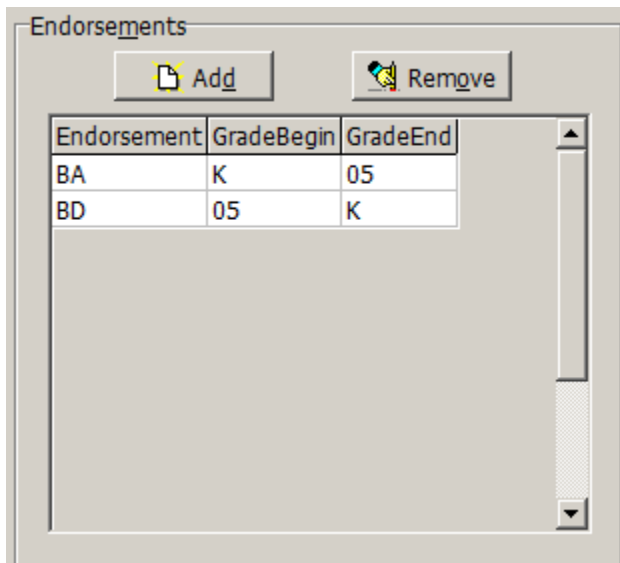 Endorsements
Add Remove
Endorsement GradeBegin GradeEnd
BA K 05
BD 05 K